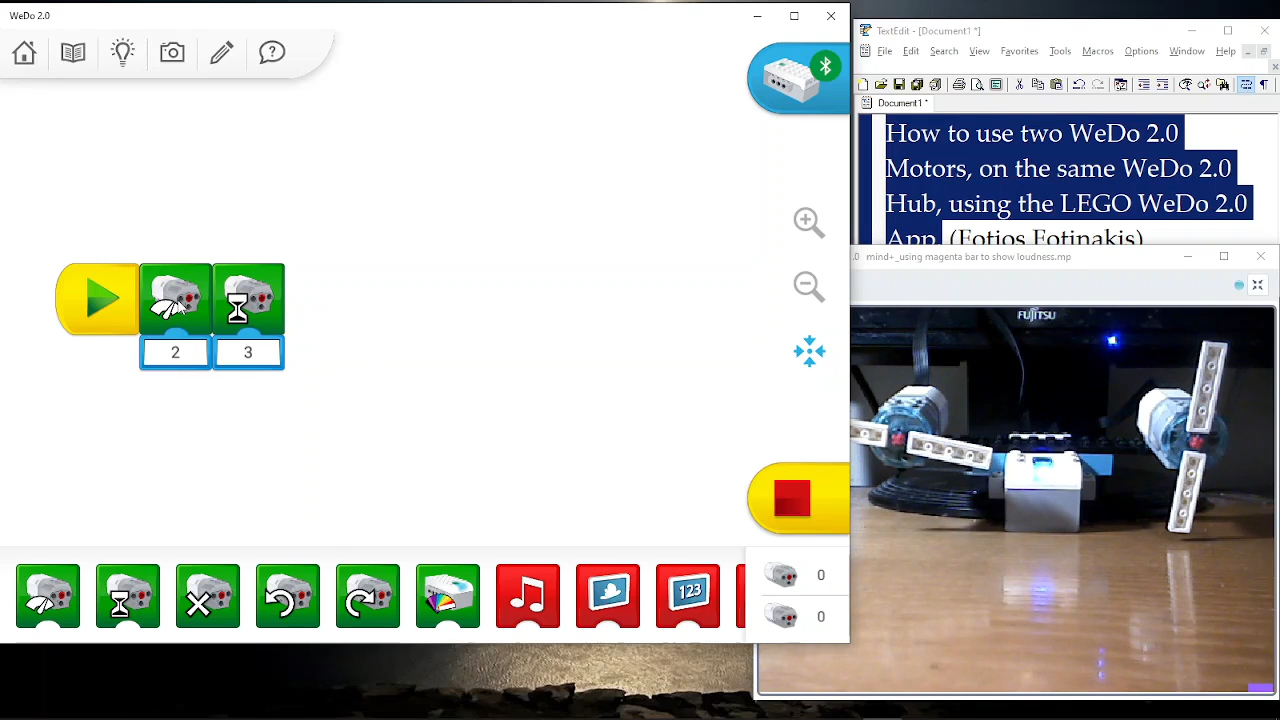 WeDo 2.0
2
3
123
0
0
TextEdit - [Document1 *]
File Edit Search View Favorites Tools Macros Options Window Help
Document1 *
How to use two WeDo 2.0
Motors, on the same WeDo 2.0
Hub, using the LEGO WeDo 2.0
App (Fotios Fotinakis)
.0 mind+_using magenta bar to show loudness.mp
FUJITSU